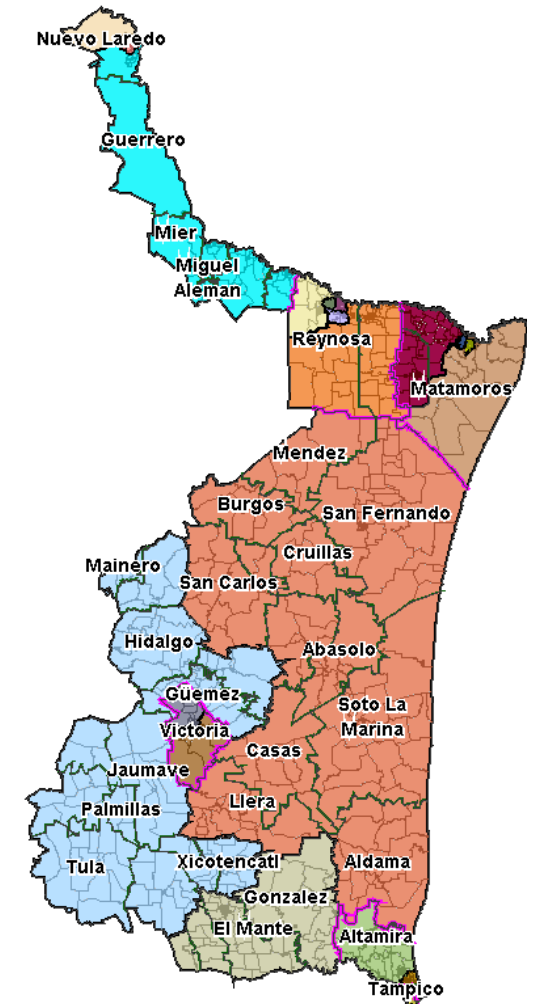 Nuevo Laredo
Guerrero
Mier
Miguel
Aleman
Reynosa
Matamoros
Mendez
Burgos
San Fernando
Cruillas
Mainero
San Carlos
Hidalgo
Abasolo
Güemez
Soto La
Marina
Victoria
Casas
Jaumave
Llera
Palmillas
Xicotencatl
Aldama
Tula
Gonzalez
El Mante
Altamira
Tampico